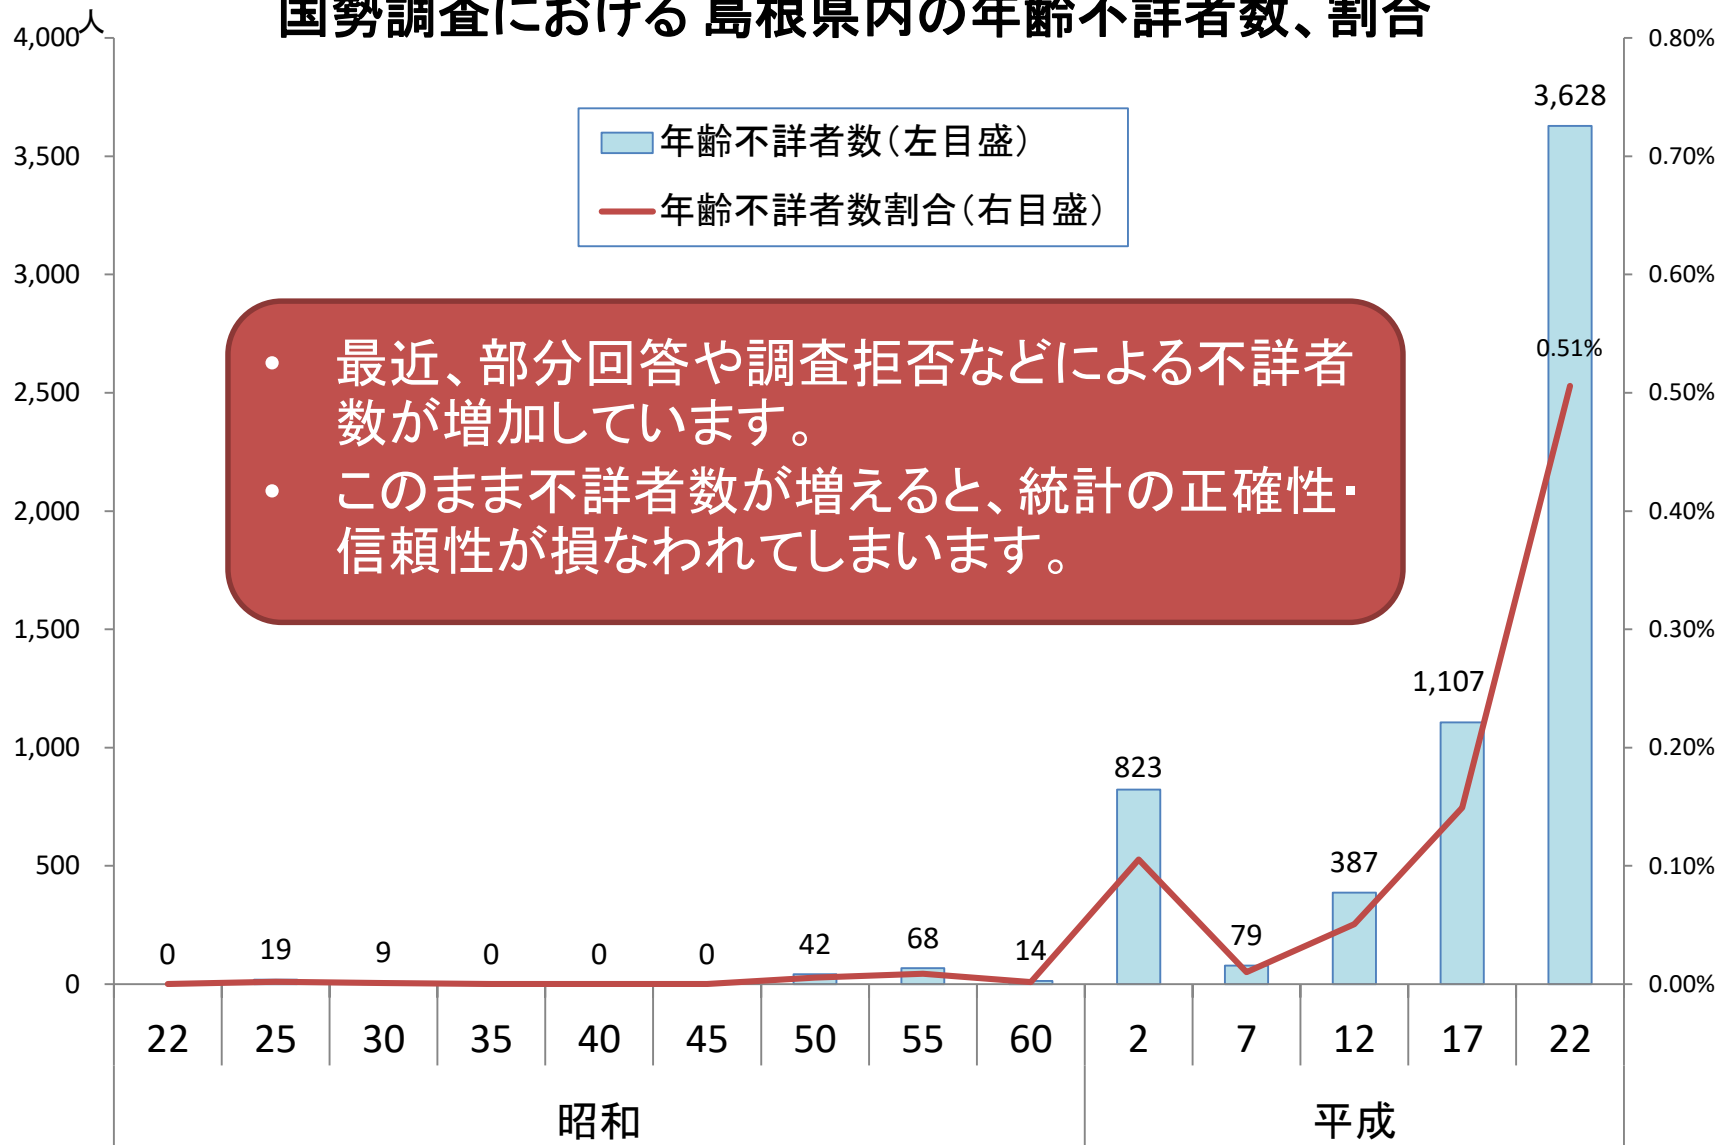 国勢調査における 島根県内の年齢不詳者数、割合
人
4,000
3,500
3,000
2,500
2,000
1,500
1,000
500
0
0.80%
0.70%
0.60%
0.50%
0.40%
0.30%
0.20%
0.10%
0.00%
年齢不詳者数（左目盛）
年齢不詳者数割合（右目盛）
• 最近、部分回答や調査拒否などによる不詳者
数が増加しています。
• このまま不詳者数が増えると、統計の正確性・
信頼性が損なわれてしまいます。
0 19 9 0 0 0 42 68 14 823 79 387 1,107 3,628
0.51%
22 25 30 35 40 45 50 55 60 2 7 12 17 22
昭和 平成